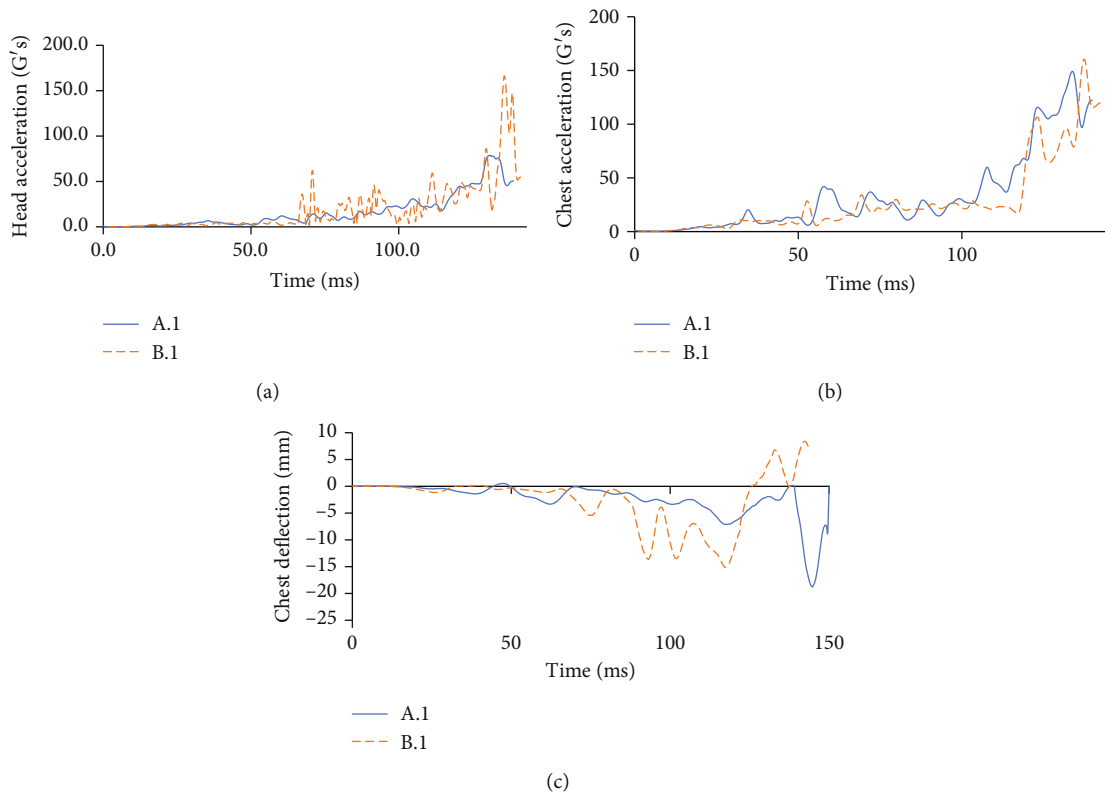 Head acceleration (G′s)
200.0
150.0
100.0
50.0
0.0
0.0
50.0
100.0
Time (ms)
A.1
B.1
(a)
Chest acceleration (G′s)
200
150
100
50
0
0
50
100
Time (ms)
A.1
B.1
(b)
Chest deflection (mm)
10
5
0
−5
−10
−15
−20
−25
0
50
100
150
Time (ms)
A.1
B.1
(c)